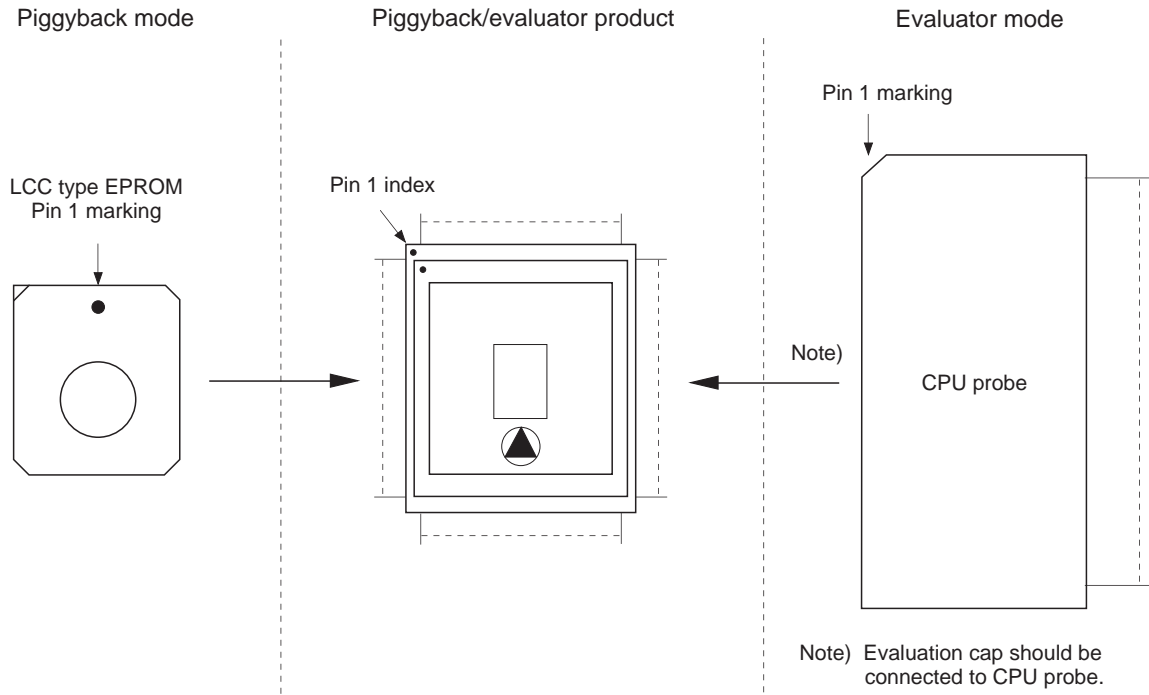 Piggyback mode
Piggyback/evaluator product
Evaluator mode
Pin 1 marking
LCC type EPROM
Pin 1 marking
Pin 1 index
Note)
CPU probe
Note) Evaluation cap should be
connected to CPU probe.